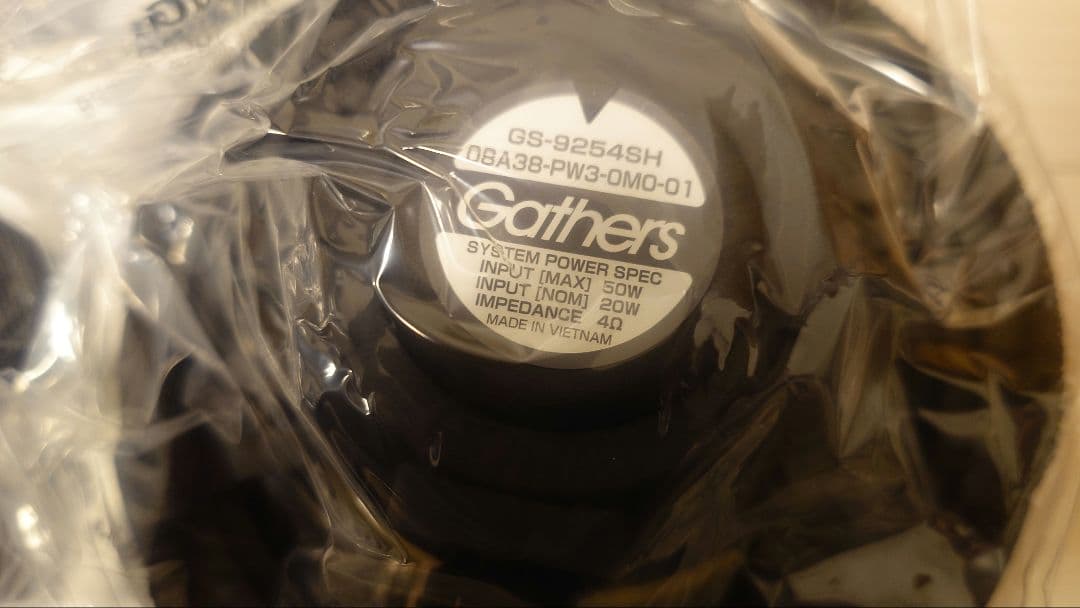 GS-9254SH
08A38-PW3-0M0-01
Gathers
SYSTEM POWER SPEC
INPUT [MAX] 50W
INPUT [NOM] 20W
IMPEDANCE 4Ω
MADE IN VIETNAM